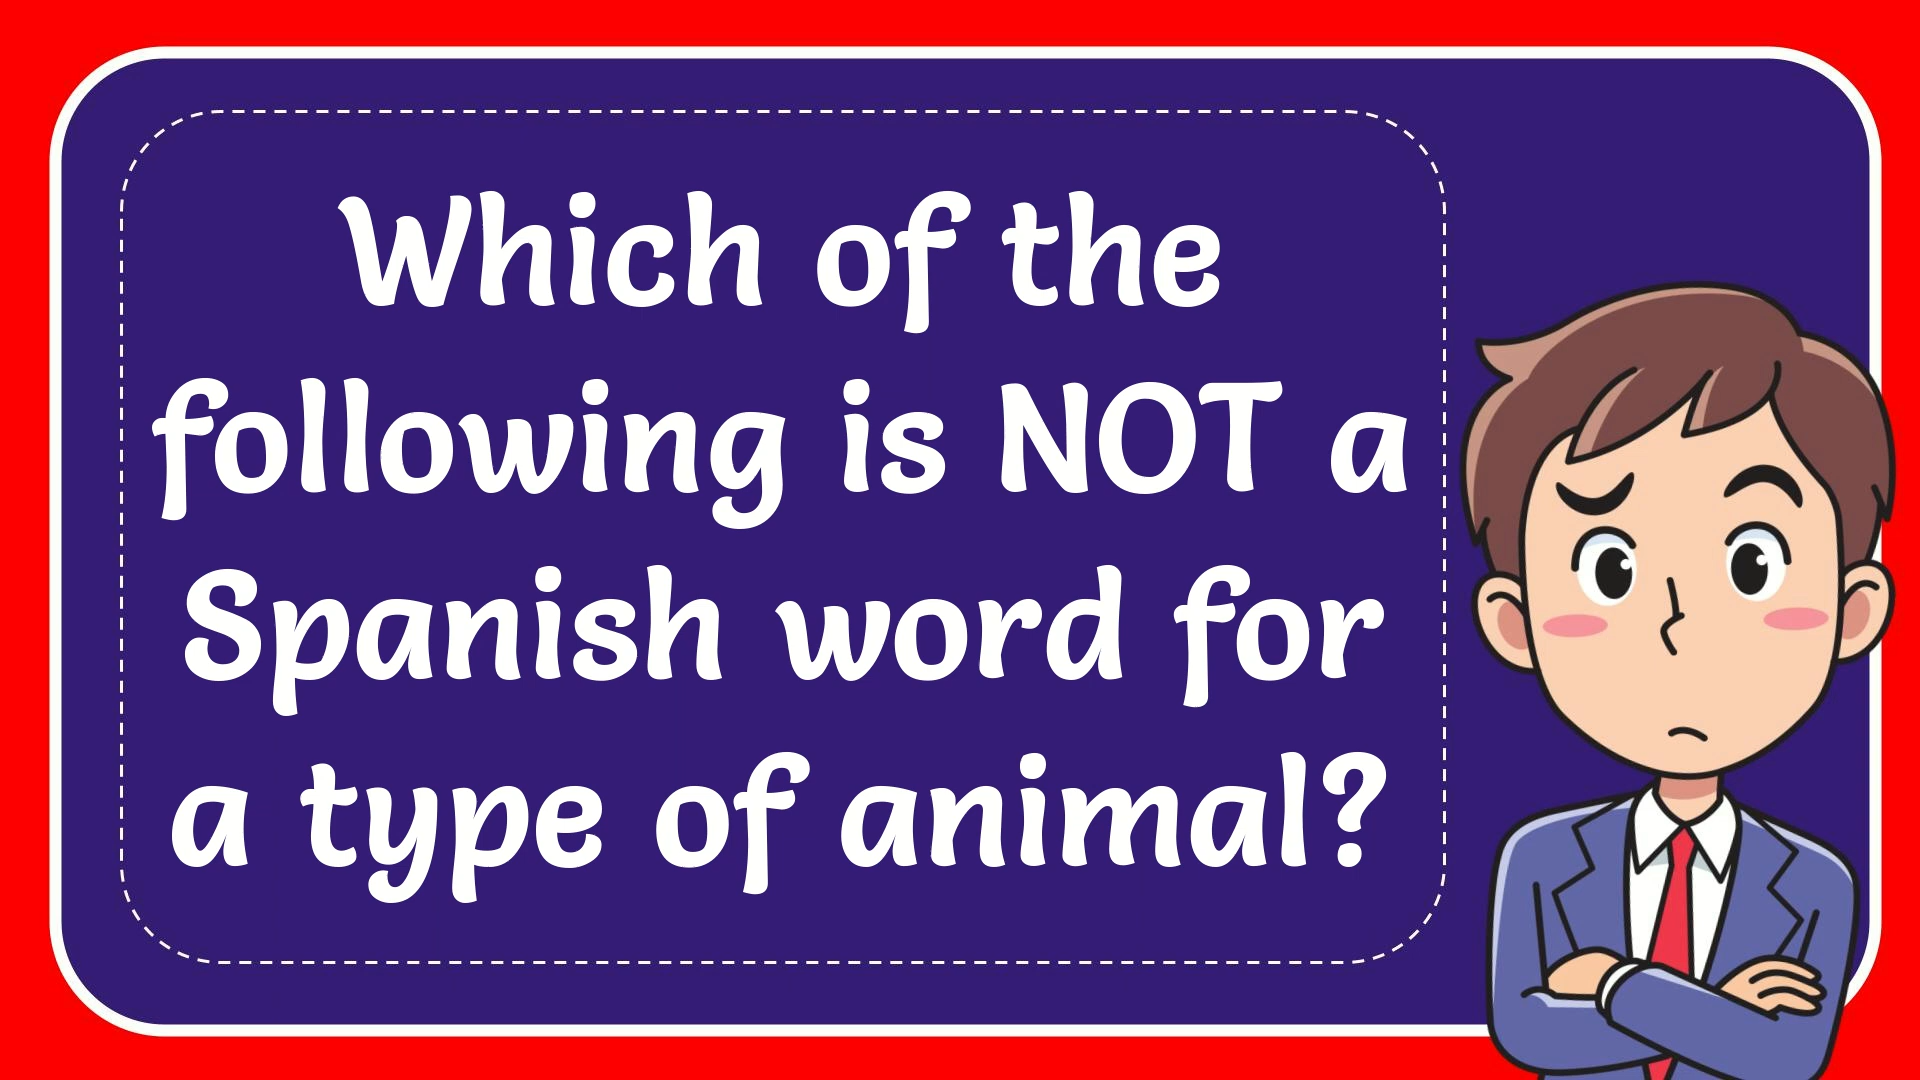 Which of the
following is NOT a
Spanish word for
a type of animal?